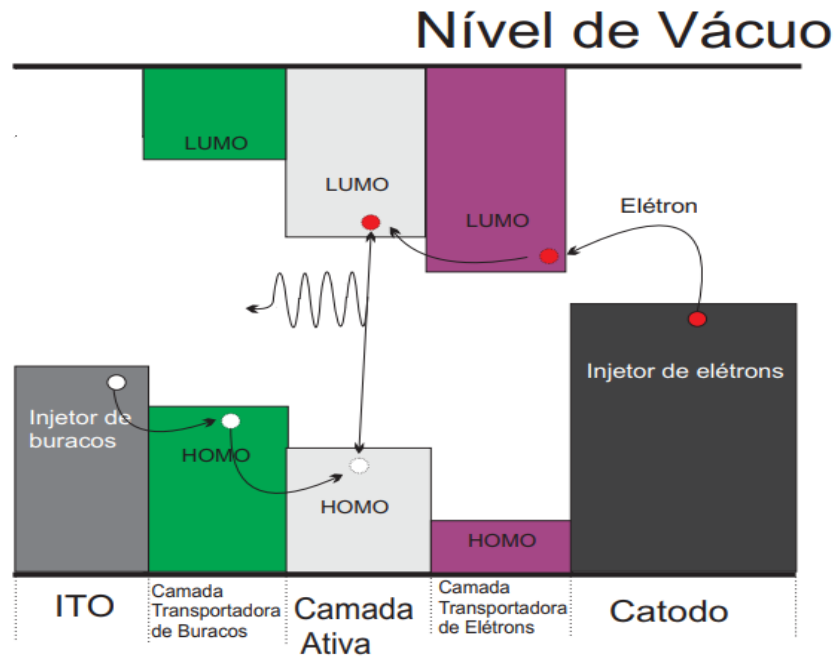 Nível de Vácuo
LUMO
LUMO
LUMO
Elétron
Injetor de
buracos
HOMO
HOMO
HOMO
Injetor de elétrons
ITO
Camada
Transportadora
de Buracos
Camada
Ativa
Camada
Transportadora
de Elétrons
Catodo